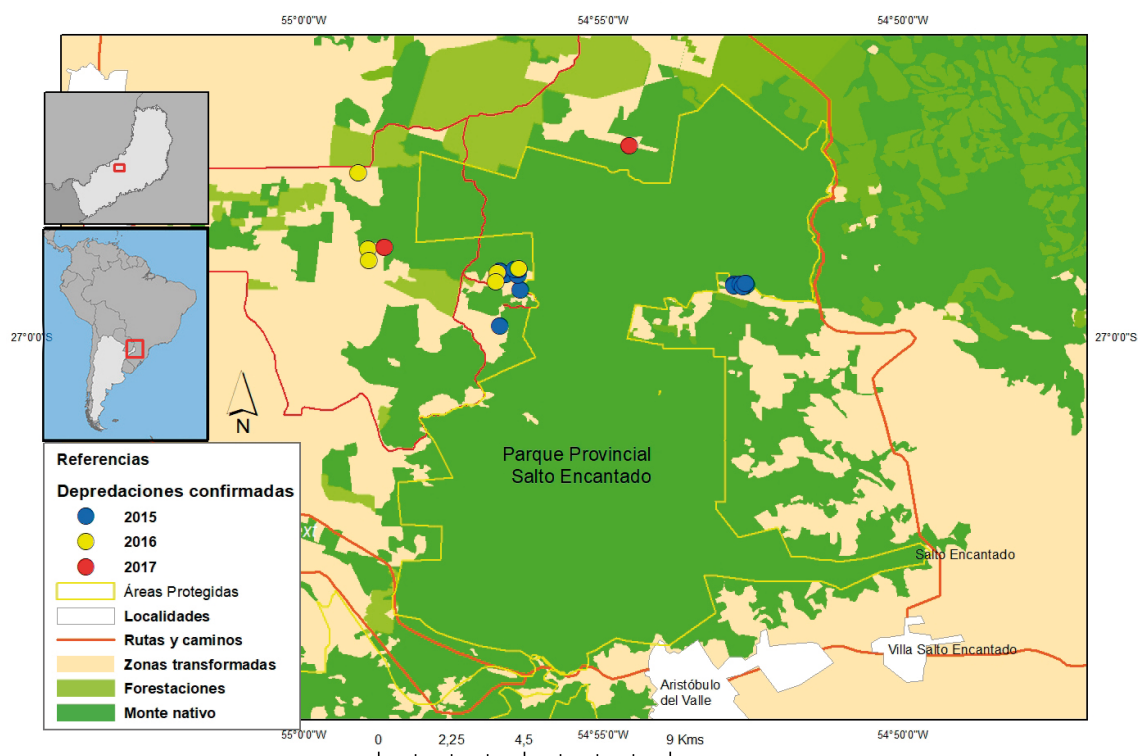 55°0'0"W
54°55'0"W
54°50'0"W
27°0'0"S
27°0'0"S
N
Parque Provincial
Salto Encantado
Referencias
Depredaciones confirmadas
2015
2016
2017
Áreas Protegidas
Localidades
Rutas y caminos
Zonas transformadas
Forestaciones
Monte nativo
Salto Encantado
Villa Salto Encantado
Aristóbulo
del Valle
55°0'0"W
54°55'0"W
54°50'0"W
0
2,25
4,5
9 Kms